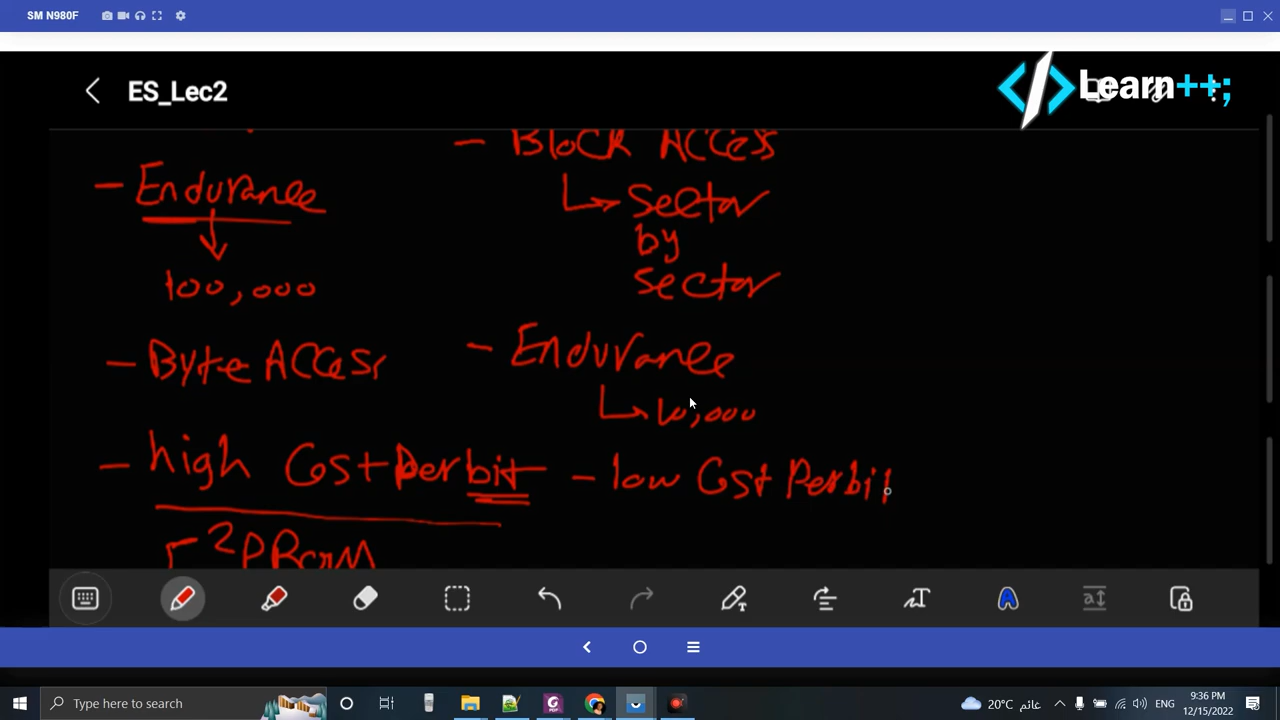 SM N980F
ES_Lec2
</> Learn++;
- Endurance
100,000
- Byte Access
- high Cost Per bit
E²PROM
- Block Access
Sector
by
Sector
- Endurance
10,000
- low Cost Per bit
Type here to search
20°C غائم
ENG
9:36 PM
12/15/2022